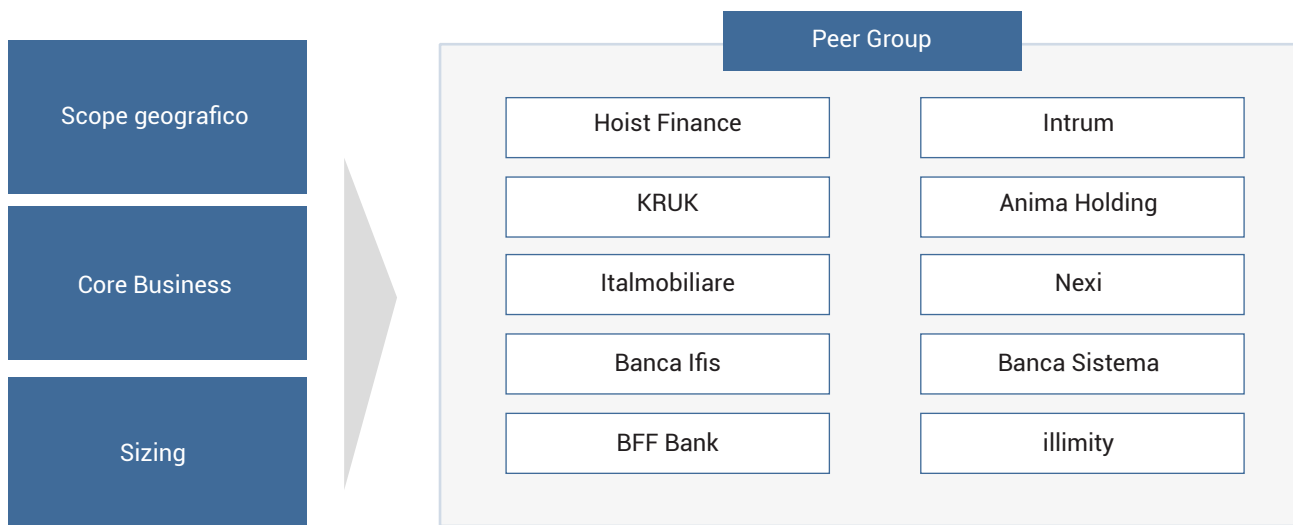 Scope geografico
Core Business
Sizing
Peer Group
Hoist Finance
Intrum
KRUK
Anima Holding
Italmobiliare
Nexi
Banca Ifis
Banca Sistema
BFF Bank
illimity